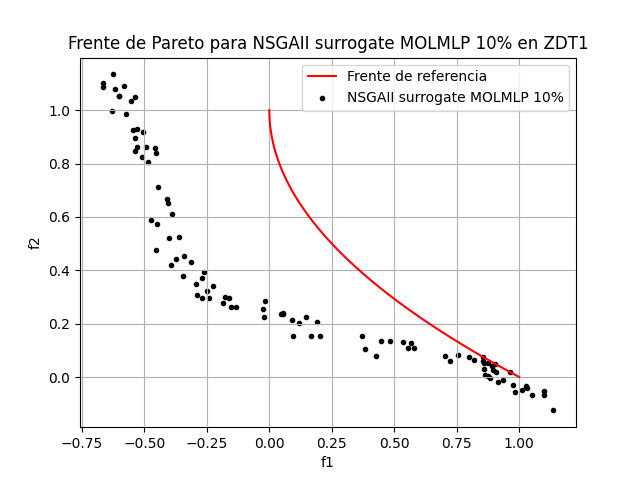 Frente de Pareto para NSGAII surrogate MOLMLP 10% en ZDT1
Frente de referencia
NSGAII surrogate MOLMLP 10%
f2
1.0
0.8
0.6
0.4
0.2
0.0
−0.75 −0.50 −0.25 0.00 0.25 0.50 0.75 1.00
f1